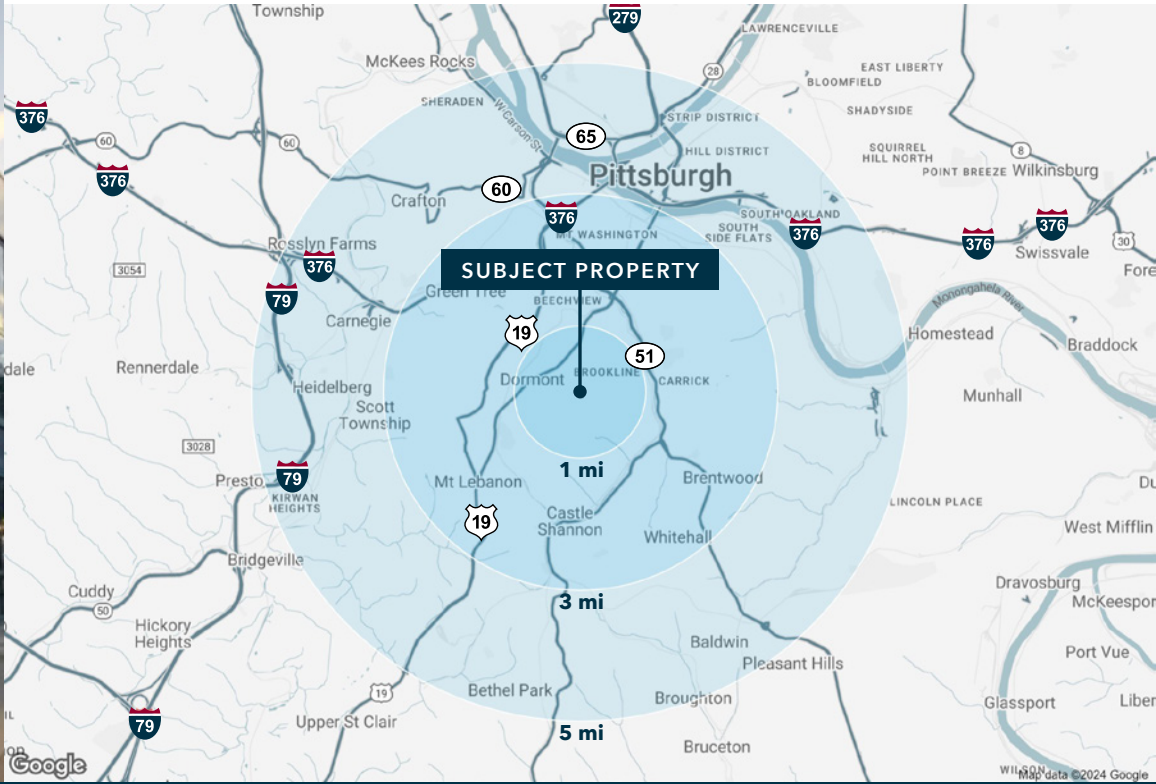 Township
279
LAWRENCEVILLE
McKees Rocks
28
EAST LIBERTY
BLOOMFIELD
SHERADEN
W Carson St
376
STRIP DISTRICT
SHADYSIDE
60
60
65
HILL DISTRICT
SQUIRREL
HILL NORTH
8
376
Pittsburgh
POINT BREEZE
Wilkinsburg
60
Crafton
376
SOUTH OAKLAND
SOUTH
SIDE FLATS
376
376
376
MT WASHINGTON
30
Rosslyn Farms
Swissvale
376
3054
SUBJECT PROPERTY
Fore
79
Green Tree
BEECHVIEW
Monongahela River
Carnegie
19
Homestead
Braddock
51
dale
Rennerdale
Dormont
BROOKLINE
CARRICK
Heidelberg
Munhall
Scott
Township
3028
1 mi
79
Presto
Mt Lebanon
Brentwood
KIRWAN
HEIGHTS
LINCOLN PLACE
Du
Castle
Shannon
19
West Mifflin
Whitehall
Bridgeville
Dravosburg
Cuddy
3 mi
McKeespor
50
Hickory
Heights
Baldwin
Port Vue
Pleasant Hills
19
Bethel Park
Broughton
Glassport
Liber
79
Upper St Clair
5 mi
Bruceton
Google
WILSON
Map data ©2024 Google